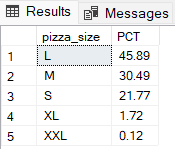 Results Messages
pizza_size PCT
1 L 45.89
2 M 30.49
3 S 21.77
4 XL 1.72
5 XXL 0.12